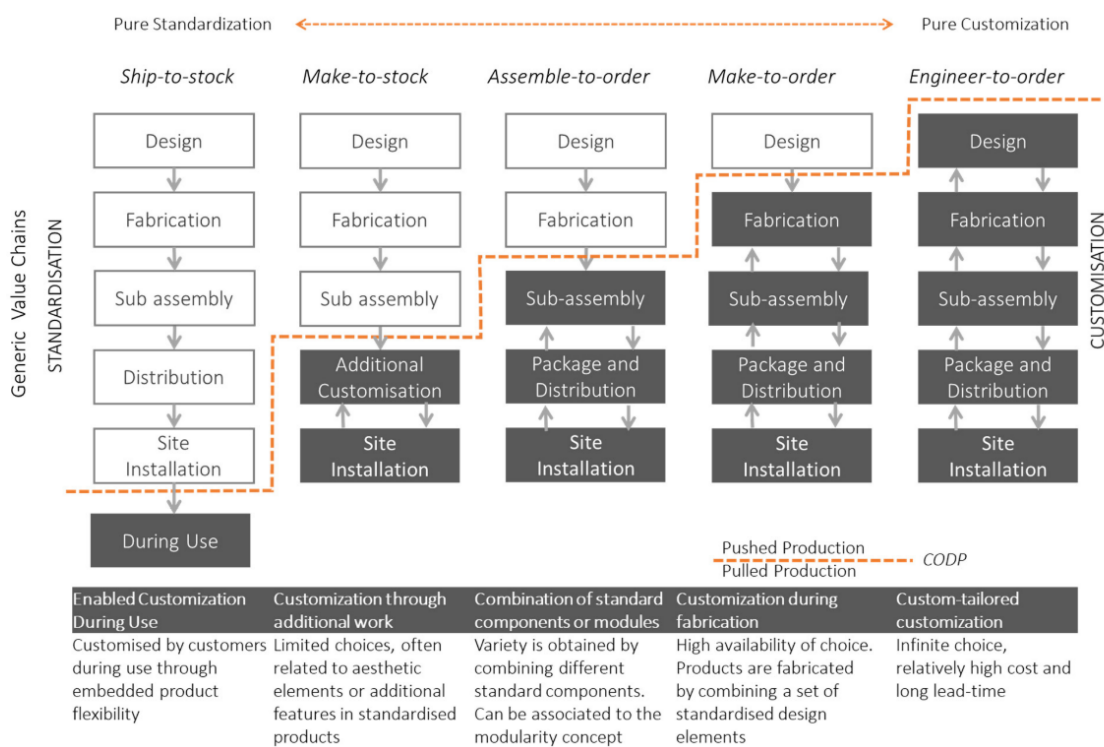 Pure Standardization
Pure Customization
Ship-to-stock
Make-to-stock
Assemble-to-order
Make-to-order
Engineer-to-order
Generic Value Chains
STANDARDISATION
CUSTOMISATION
Design
Fabrication
Sub assembly
Distribution
Site
Installation
During Use
Design
Fabrication
Sub assembly
Additional
Customisation
Site
Installation
Design
Fabrication
Sub-assembly
Package and
Distribution
Site
Installation
Design
Fabrication
Sub-assembly
Package and
Distribution
Site
Installation
Design
Fabrication
Sub-assembly
Package and
Distribution
Site
Installation
Pushed Production
CODP
Pulled Production
Enabled Customization
During Use
Customised by customers
during use through
embedded product
flexibility
Customization through
additional work
Limited choices, often
related to aesthetic
elements or additional
features in standardised
products
Combination of standard
components or modules
Variety is obtained by
combining different
standard components.
Can be associated to the
modularity concept
Customization during
fabrication
High availability of choice.
Products are fabricated
by combining a set of
standardised design
elements
Custom-tailored
customization
Infinite choice,
relatively high cost and
long lead-time